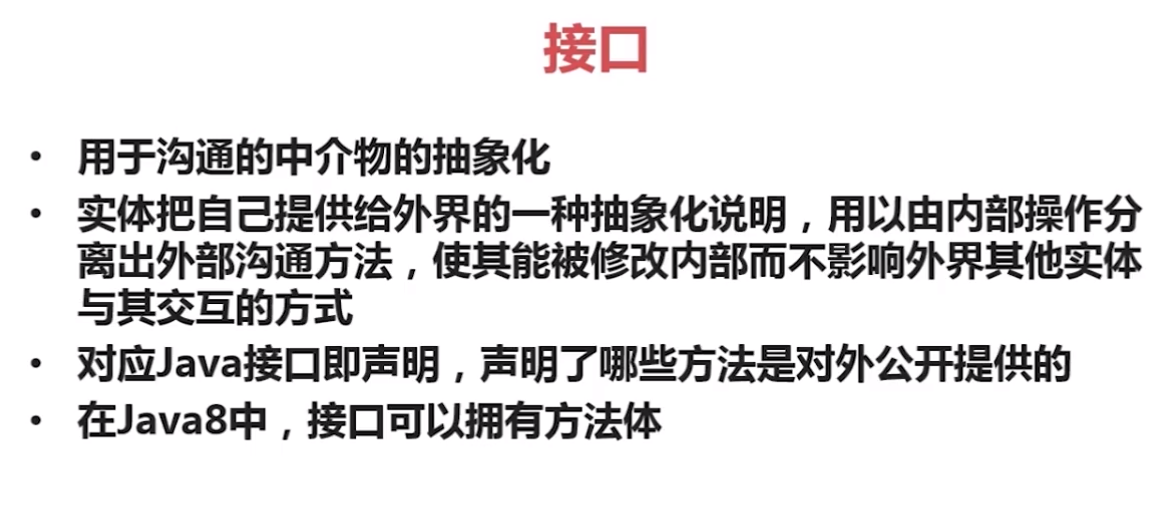 接口
• 用于沟通的中介物的抽象化
• 实体把自己提供给外界的一种抽象化说明，用以由内部操作分
离出外部沟通方法，使其能被修改内部而不影响外界其他实体
与其交互的方式
• 对应Java接口即声明，声明了哪些方法是对外公开提供的
• 在Java8中，接口可以拥有方法体